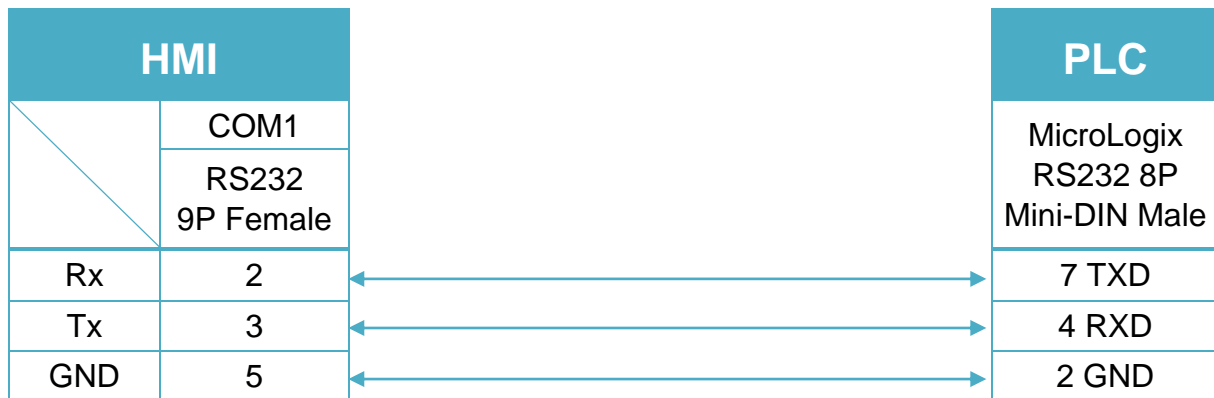 HMI
PLC
COM1
RS232
9P Female
MicroLogix
RS232 8P
Mini-DIN Male
Rx 2 7 TXD
Tx 3 4 RXD
GND 5 2 GND